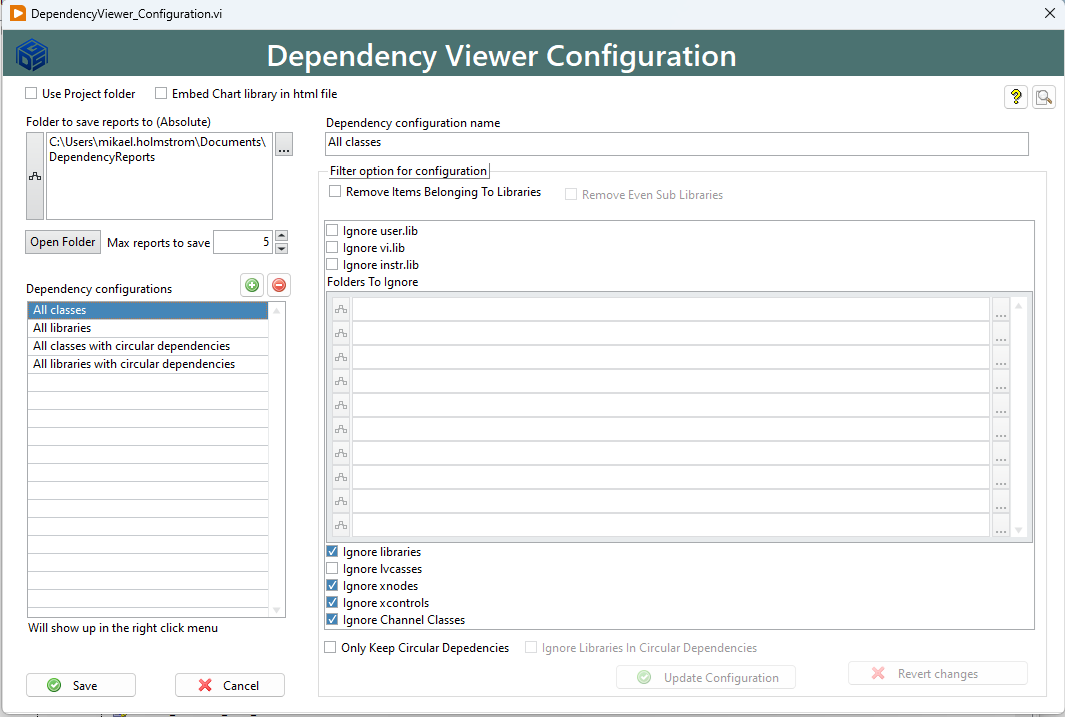 DependencyViewer_Configuration.vi
Dependency Viewer Configuration
Use Project folder
Embed Chart library in html file
Folder to save reports to (Absolute)
C:\Users\mikael.holmstrom\Documents\
DependencyReports
...
Open Folder
Max reports to save
5
Dependency configurations
All classes
All libraries
All classes with circular dependencies
All libraries with circular dependencies
Will show up in the right click menu
Save
Cancel
?
Dependency configuration name
All classes
Filter option for configuration
Remove Items Belonging To Libraries
Remove Even Sub Libraries
Ignore user.lib
Ignore vi.lib
Ignore instr.lib
Folders To Ignore
...
...
...
...
...
...
...
...
...
...
Ignore libraries
Ignore lvcasses
Ignore xnodes
Ignore xcontrols
Ignore Channel Classes
Only Keep Circular Depedencies
Ignore Libraries In Circular Dependencies
Update Configuration
Revert changes